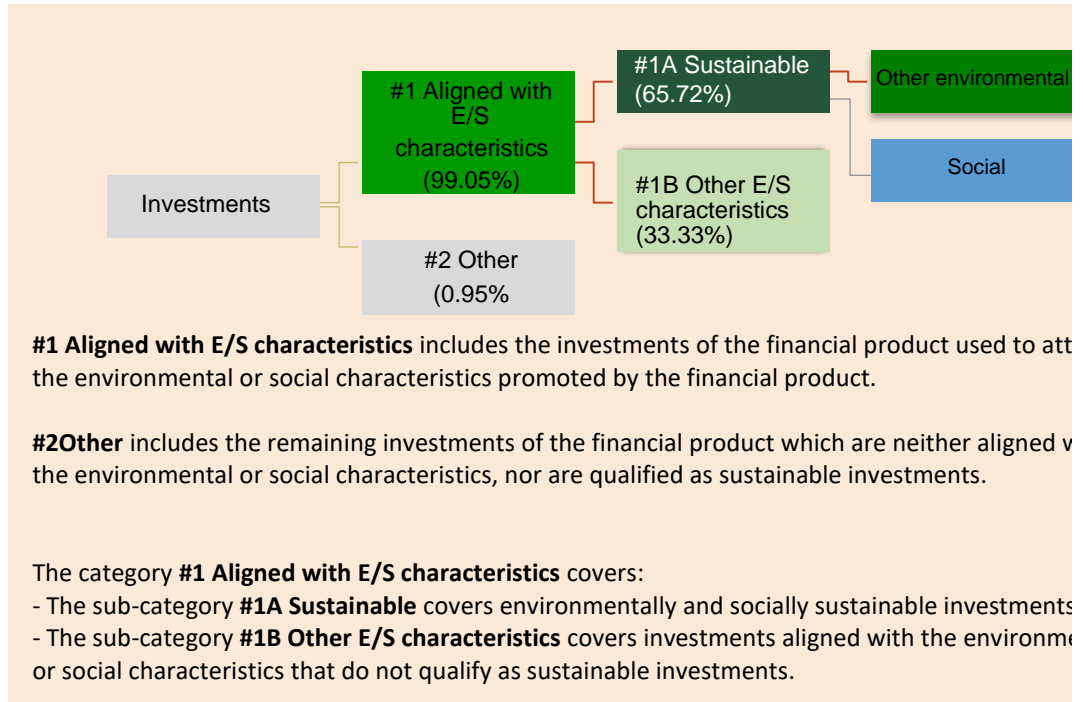 #1A Sustainable
(65.72%)
Other environmental
#1 Aligned with
E/S
characteristics
(99.05%)
Social
#1B Other E/S
characteristics
(33.33%)
Investments
#2 Other
(0.95%
#1 Aligned with E/S characteristics includes the investments of the financial product used to att
the environmental or social characteristics promoted by the financial product.
#2Other includes the remaining investments of the financial product which are neither aligned w
the environmental or social characteristics, nor are qualified as sustainable investments.
The category #1 Aligned with E/S characteristics covers:
- The sub-category #1A Sustainable covers environmentally and socially sustainable investments
- The sub-category #1B Other E/S characteristics covers investments aligned with the environme
or social characteristics that do not qualify as sustainable investments.